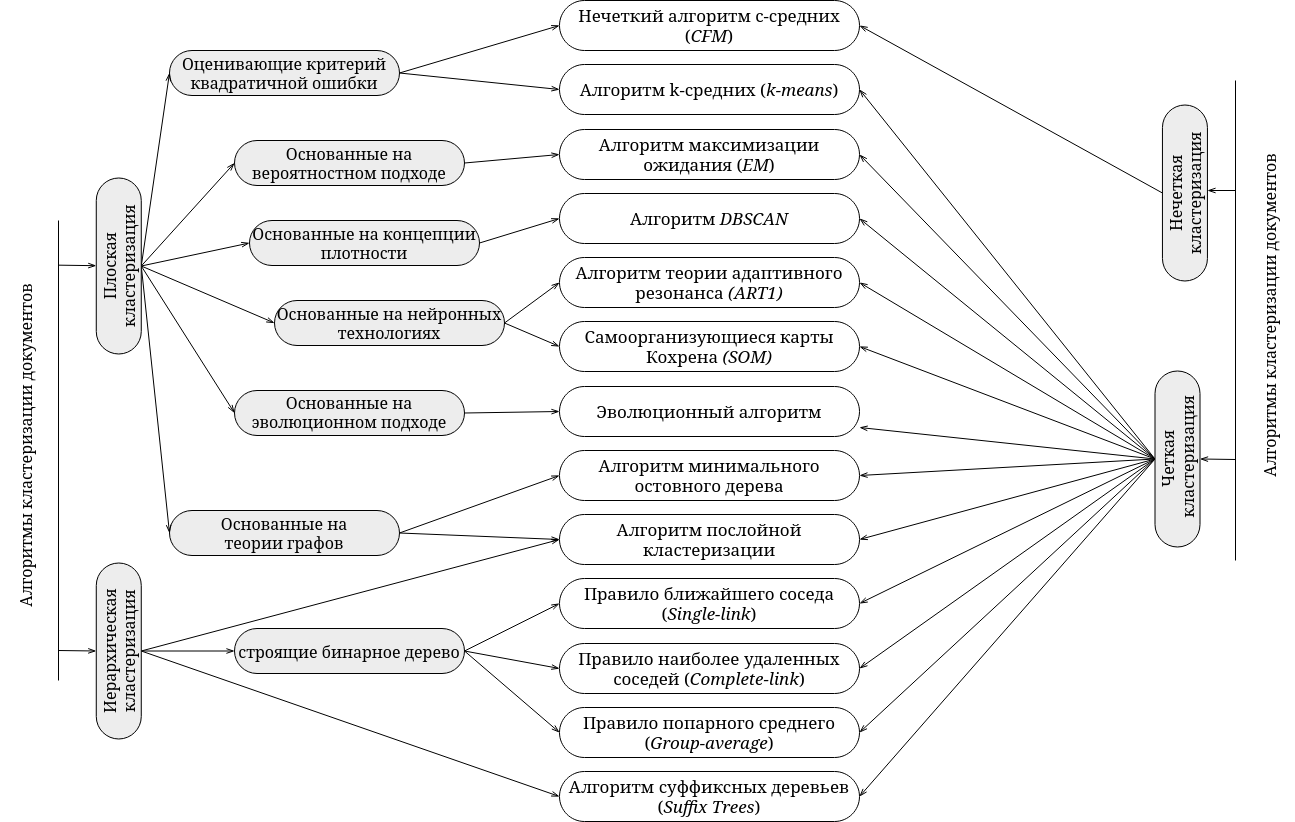 Алгоритмы кластеризации документов
Плоская
кластеризация
Иерархическая
кластеризация
Оценивающие критерий
квадратичной ошибки
Основанные на
вероятностном подходе
Основанные на концепции
плотности
Основанные на нейронных
технологиях
Основанные на
эволюционном подходе
Основанные на
теории графов
строящие бинарное дерево
Нечеткий алгоритм c-средних
(CFM)
Алгоритм k-средних (k-means)
Алгоритм максимизации
ожидания (EM)
Алгоритм DBSCAN
Алгоритм теории адаптивного
резонанса (ART1)
Самоорганизующиеся карты
Кохрена (SOM)
Эволюционный алгоритм
Алгоритм минимального
остовного дерева
Алгоритм послойной
кластеризации
Правило ближайшего соседа
(Single-link)
Правило наиболее удаленных
соседей (Complete-link)
Правило попарного среднего
(Group-average)
Алгоритм суффиксных деревьев
(Suffix Trees)
Нечеткая
кластеризация
Четкая
кластеризация
Алгоритмы кластеризации документов